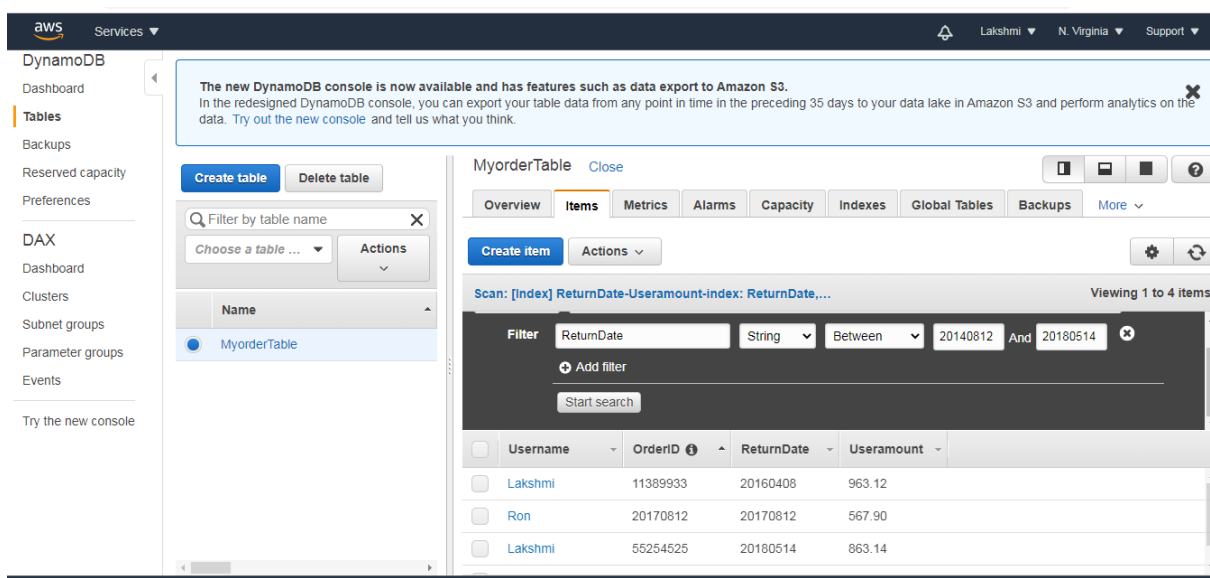 aws Services Lakshmi N. Virginia Support
DynamoDB
Dashboard
Tables
Backups
Reserved capacity
Preferences
DAX
Dashboard
Clusters
Subnet groups
Parameter groups
Events
Try the new console
The new DynamoDB console is now available and has features such as data export to Amazon S3.
In the redesigned DynamoDB console, you can export your table data from any point in time in the preceding 35 days to your data lake in Amazon S3 and perform analytics on the
data. Try out the new console and tell us what you think.
Create table Delete table
Filter by table name
Choose a table ... Actions
Name
MyorderTable
MyorderTable Close
Overview Items Metrics Alarms Capacity Indexes Global Tables Backups More
Create item Actions
Scan: [Index] ReturnDate-Useramount-index: ReturnDate,... Viewing 1 to 4 items
Filter ReturnDate String Between 20140812 And 20180514
Add filter
Start search
Username OrderID ReturnDate Useramount
Lakshmi 11389933 20160408 963.12
Ron 20170812 20170812 567.90
Lakshmi 55254525 20180514 863.14